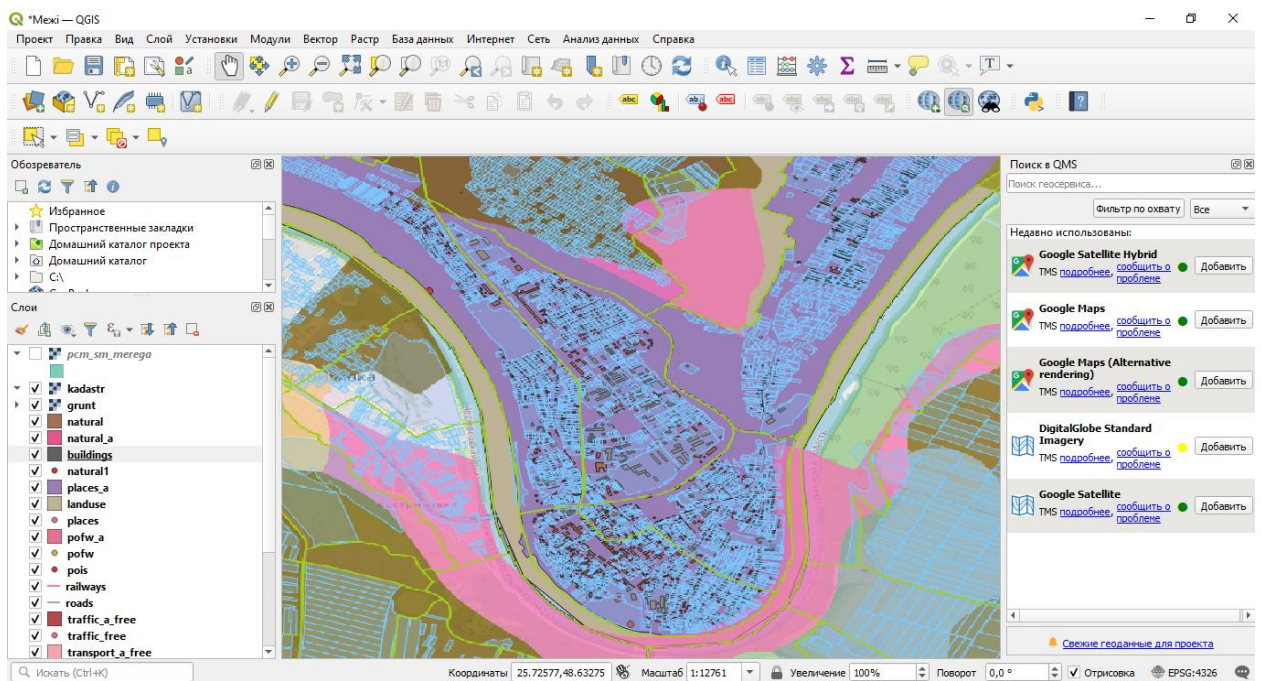 *Межі — QGIS
Проект Правка Вид Слой Установки Модули Вектор Растр База данных Интернет Сеть Анализ данных Справка
Обозреватель
Избранное
Пространственные закладки
Домашний каталог проекта
Домашний каталог
C:\
Слои
pcm_sm_merega
kadastr
grunt
natural
natural_a
buildings
natural1
places_a
landuse
places
pofw_a
pofw
pois
railways
roads
traffic_a_free
traffic_free
transport_a_free
Поиск в QMS
Поиск геосервиса...
Фильтр по охвату Все
Недавно использованы:
Google Satellite Hybrid
TMS подробнее, сообщить о проблеме
Добавить
Google Maps
TMS подробнее, сообщить о проблеме
Добавить
Google Maps (Alternative rendering)
TMS подробнее, сообщить о проблеме
Добавить
DigitalGlobe Standard Imagery
TMS подробнее, сообщить о проблеме
Добавить
Google Satellite
TMS подробнее, сообщить о проблеме
Добавить
Свежие геоданные для проекта
Искать (Ctrl+K) Координаты 25.72577,48.63275 Масштаб 1:12761 Увеличение 100% Поворот 0,0 ° Отрисовка EPSG:4326